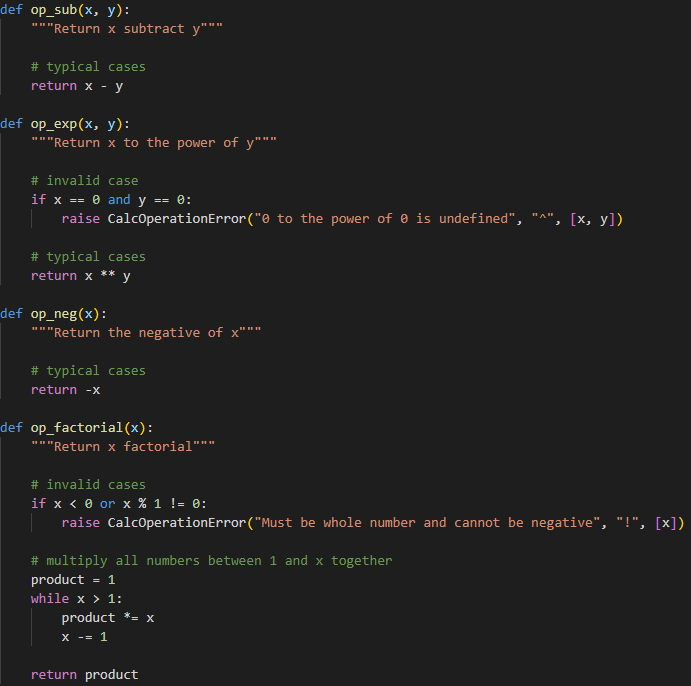 def op_sub(x, y):
    """Return x subtract y"""

    # typical cases
    return x - y

def op_exp(x, y):
    """Return x to the power of y"""

    # invalid case
    if x == 0 and y == 0:
        raise CalcOperationError("0 to the power of 0 is undefined", "^", [x, y])

    # typical cases
    return x ** y

def op_neg(x):
    """Return the negative of x"""

    # typical cases
    return -x

def op_factorial(x):
    """Return x factorial"""

    # invalid cases
    if x < 0 or x % 1 != 0:
        raise CalcOperationError("Must be whole number and cannot be negative", "!", [x])

    # multiply all numbers between 1 and x together
    product = 1
    while x > 1:
        product *= x
        x -= 1

    return product